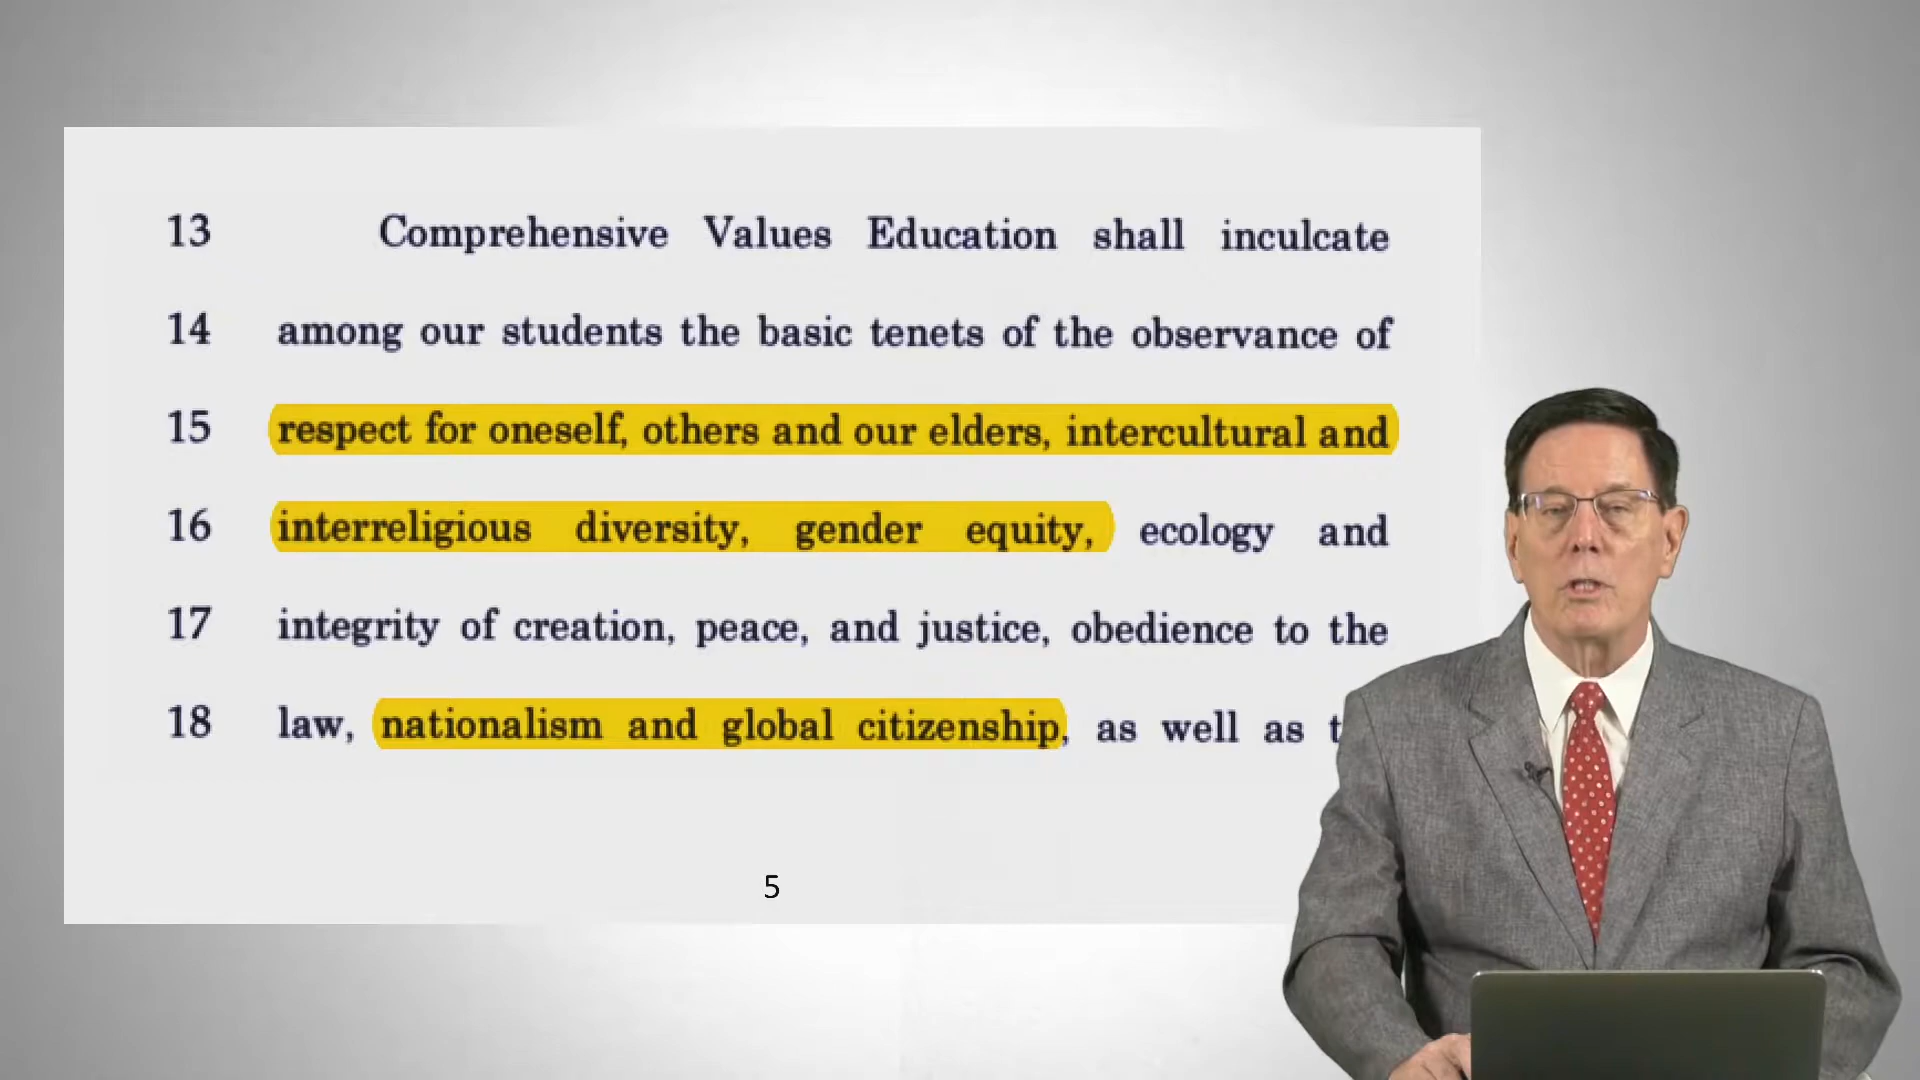 13 Comprehensive Values Education shall inculcate
14 among our students the basic tenets of the observance of
15 respect for oneself, others and our elders, intercultural and
16 interreligious diversity, gender equity, ecology and
17 integrity of creation, peace, and justice, obedience to the
18 law, nationalism and global citizenship, as well as
5